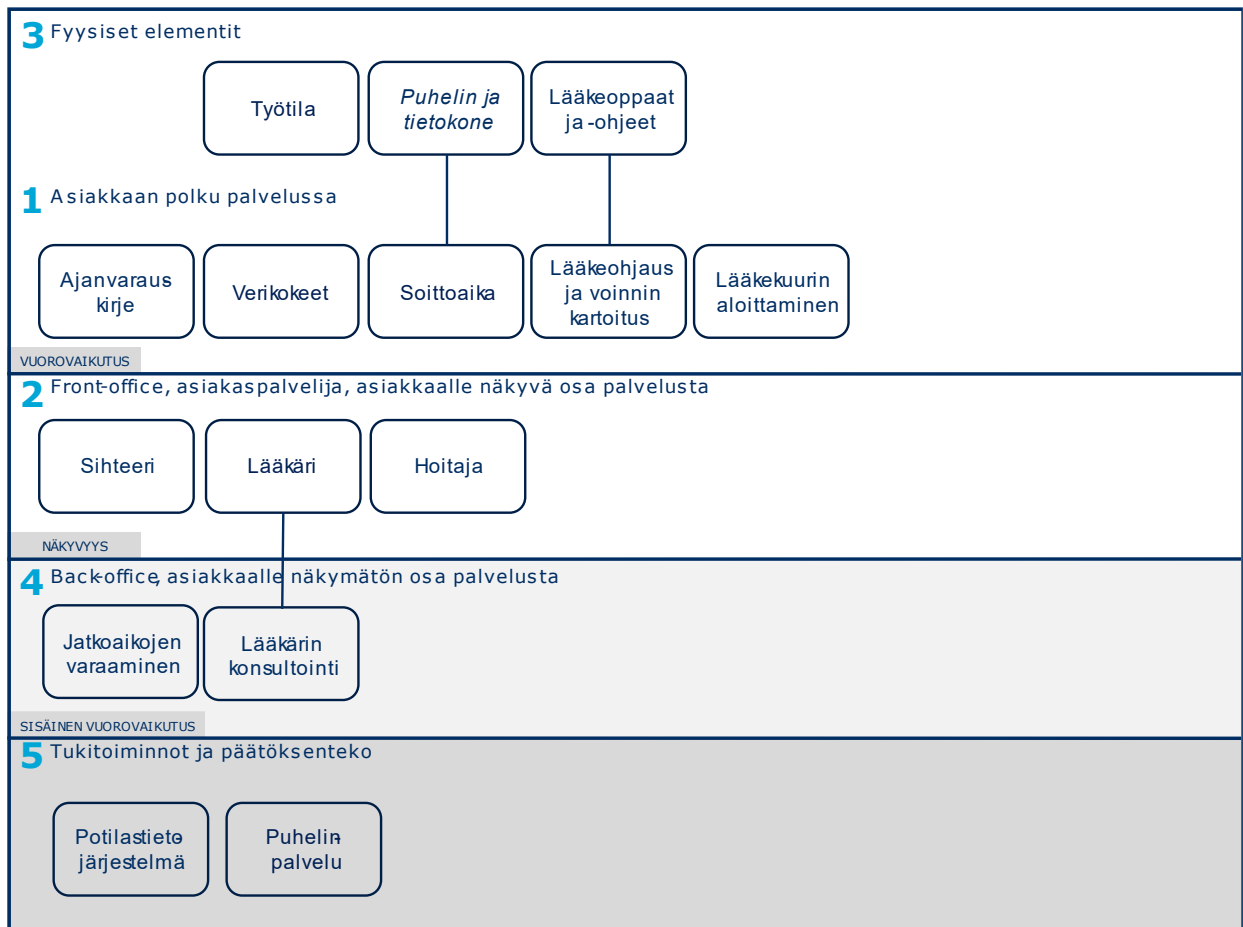 3 Fyysiset elementit
Työtila
Puhelin ja
tietokone
Lääkeoppaat
ja -ohjeet
1 Asiakkaan polku palvelussa
Ajanvaraus-
kirje
Verikokeet
Soittoaika
Lääkeohjaus
ja voinnin
kartoitus
Lääkekuurin
aloittaminen
VUOROVAIKUTUS
2 Front-office, asiakaspalvelija, asiakkaalle näkyvä osa palvelusta
Sihteeri
Lääkäri
Hoitaja
NÄKYVYYS
4 Back-office, asiakkaalle näkymätön osa palvelusta
Jatkoaikojen
varaaminen
Lääkärin
konsultointi
SISÄINEN VUOROVAIKUTUS
5 Tukitoiminnot ja päätöksenteko
Potilastieto-
järjestelmä
Puhelin-
palvelu